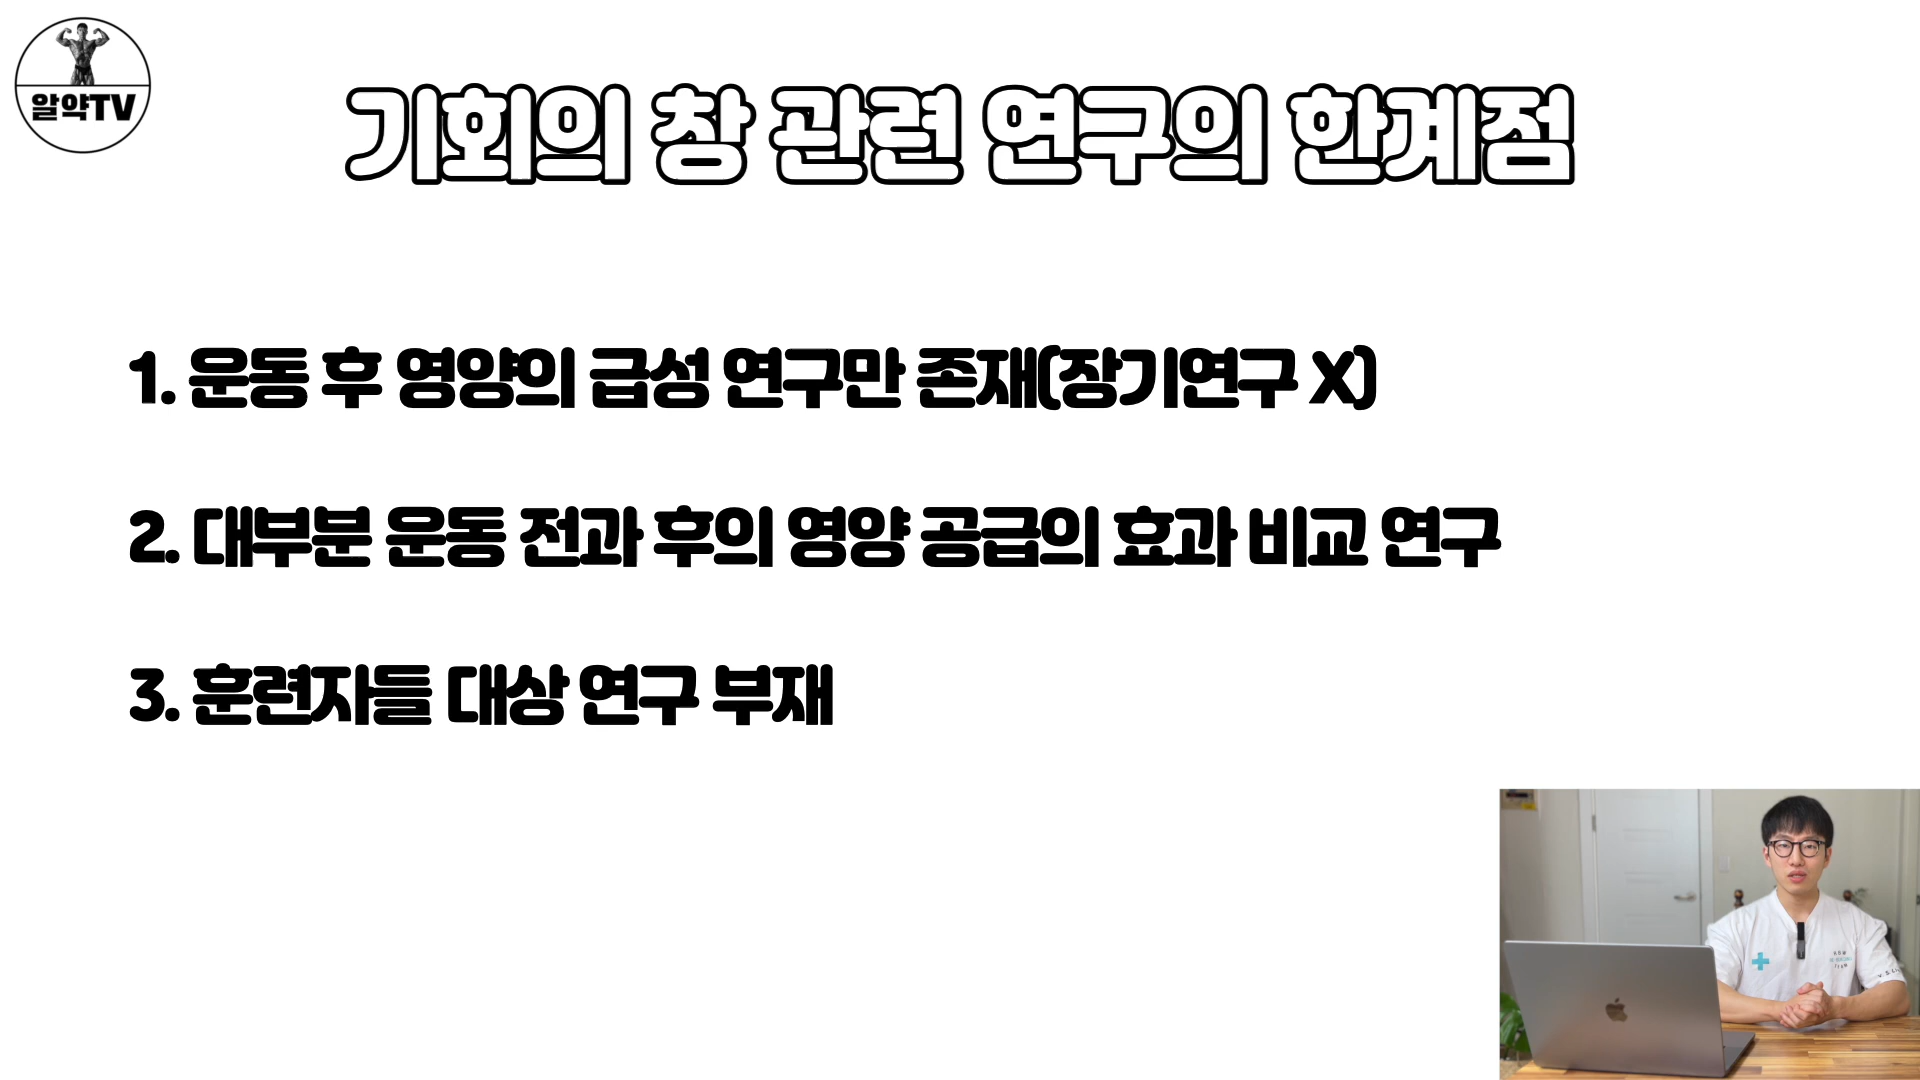 알약TV
기회의 창 관련 연구의 한계점
1. 운동 후 영양의 급성 연구만 존재(장기연구 X)
2. 대부분 운동 전과 후의 영양 공급의 효과 비교 연구
3. 훈련자들 대상 연구 부재